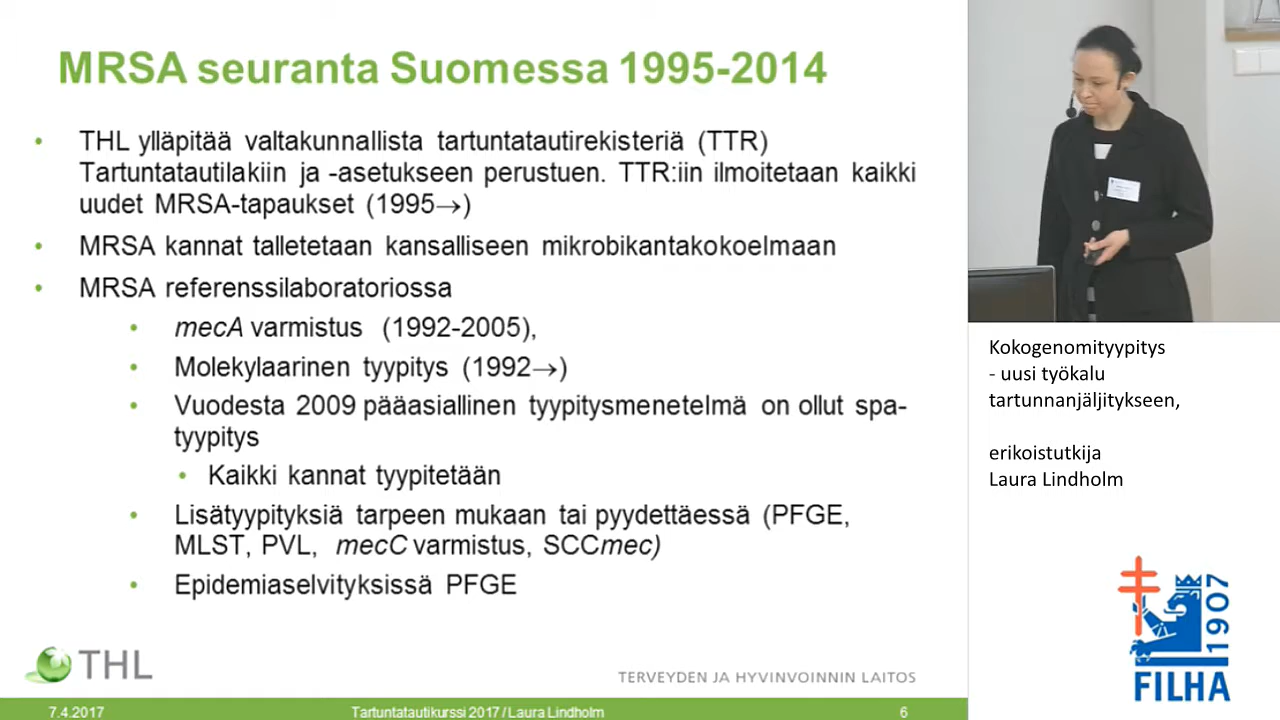 MRSA seuranta Suomessa 1995-2014
• THL ylläpitää valtakunnallista tartuntatautirekisteriä (TTR)
Tartuntatautilakiin ja -asetukseen perustuen. TTR:iin ilmoitetaan kaikki
uudet MRSA-tapaukset (1995→)
• MRSA kannat talletetaan kansalliseen mikrobikantakokoelmaan
• MRSA referenssilaboratoriossa
• mecA varmistus (1992-2005),
• Molekylaarinen tyypitys (1992→)
• Vuodesta 2009 pääasiallinen tyypitysmenetelmä on ollut spa-
tyypitys
• Kaikki kannat tyypitetään
• Lisätyypityksiä tarpeen mukaan tai pyydettäessä (PFGE,
MLST, PVL, mecC varmistus, SCCmec)
• Epidemiaselvityksissä PFGE
THL
TERVEYDEN JA HYVINVOINNIN LAITOS
7.4.2017
Tartuntatautikurssi 2017 / Laura Lindholm
6
Kokogenomityypitys
- uusi työkalu
tartunnanjäljitykseen,
erikoistutkija
Laura Lindholm
1907
FILHA